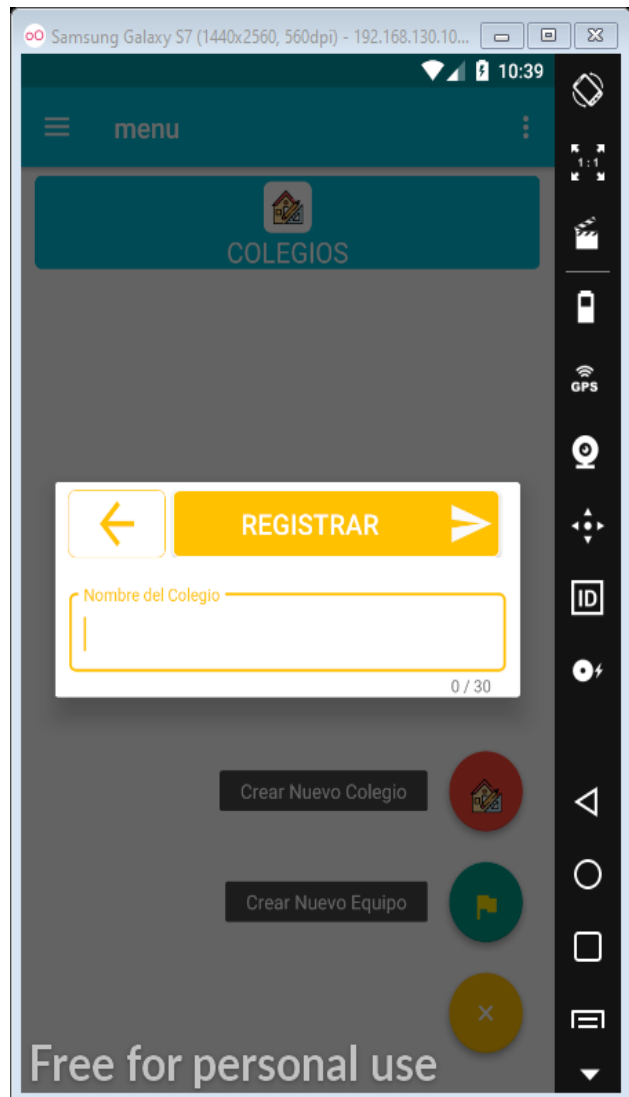 Samsung Galaxy S7 (1440x2560, 560dpi) - 192.168.130.10...
10:39
menu
1:1
COLEGIOS
GPS
REGISTRAR
Nombre del Colegio
ID
0 / 30
Crear Nuevo Colegio
Crear Nuevo Equipo
Free for personal use